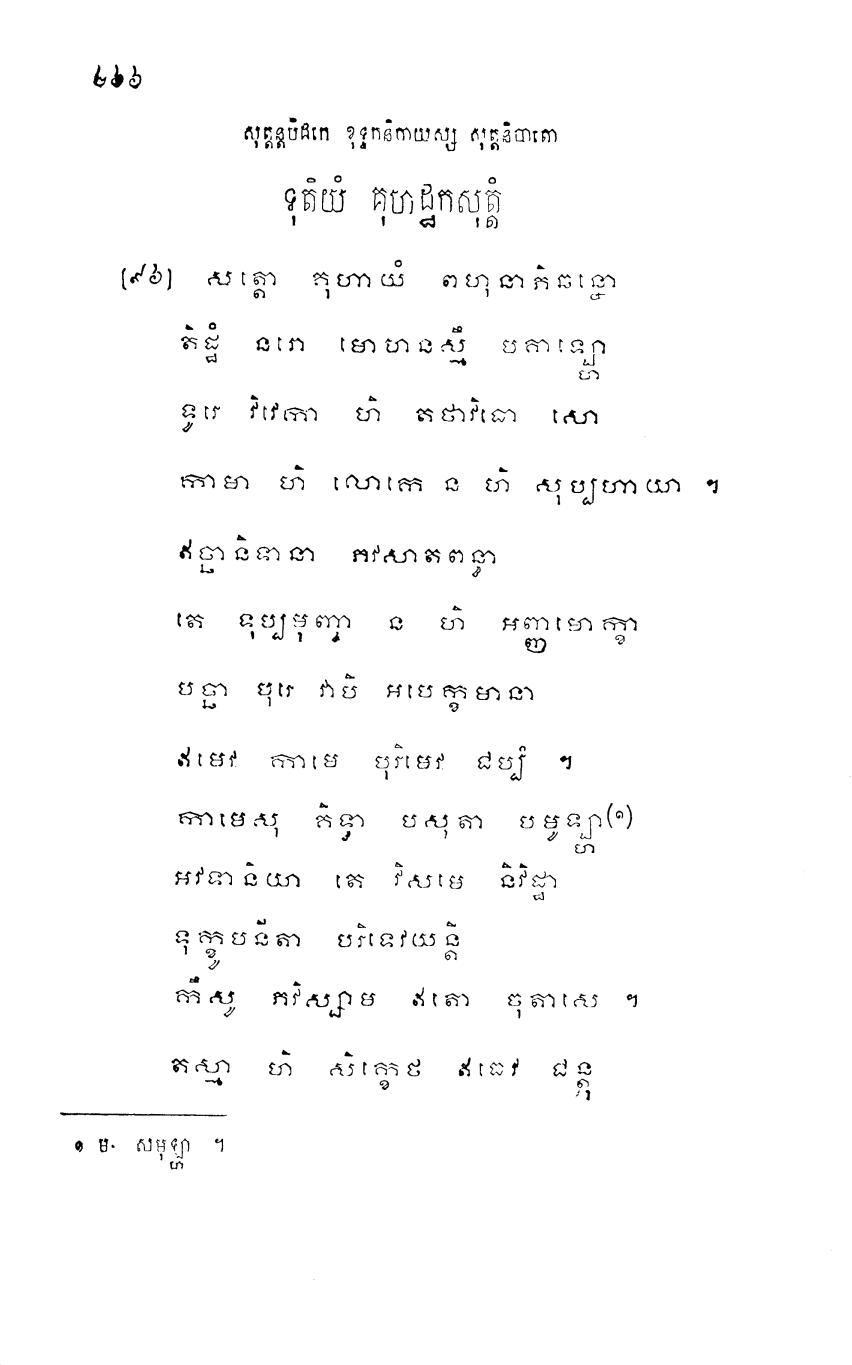 ២១៦
សុត្តន្តបិដកេ ខុទ្ទកនិកាយស្ស សុត្តនិបាតោ
ទុតិយំ គុហដ្ឋកសុត្តំ
[៩៦] សត្តោ គុហាយំ ពហុនាភិឆន្នោ
តិដ្ឋំ នរោ មោហនស្មឹ បគាឡ្ហោ
ទូរេ វិវេកា ហិ តថាវិធោ សោ
កាមា ហិ លោកេ ន ហិ សុប្បហាយា ។
ឥច្ឆានិទានា ភវសាតពន្ធា
តេ ទុប្បមុញ្ចា ន ហិ អញ្ញមោក្ខា
បច្ឆា បុរេ វាបិ អបេក្ខមានា
ឥមេវ កាមេ បុរិមេវ ជប្បំ ។
កាមេសុ គិទ្ធា បសុតា បមូឡ្ហា(១)
អវទានិយា តេ វិសមេ និវិដ្ឋា
ទុក្ខូបនីតា បរិទេវយន្តិ
កឹសូ ភវិស្សាម ឥតោ ចុតាសេ ។
តស្មា ហិ សិក្ខេថ ឥធេវ ជន្តុ
១ ម. សមុឡ្ហា ។